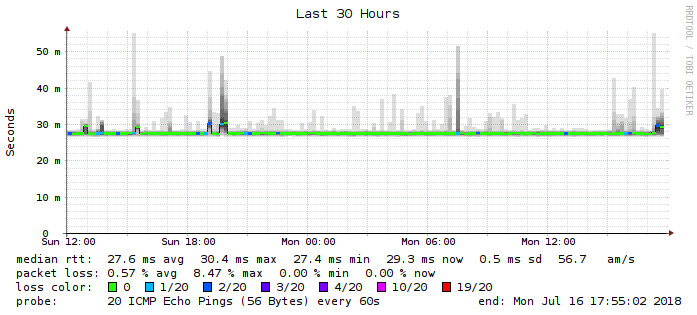 Last 30 Hours
RRDTOOL / TOBI OETIKER
Seconds
50 m
40 m
30 m
20 m
10 m
0
Sun 12:00 Sun 18:00 Mon 00:00 Mon 06:00 Mon 12:00
median rtt: 27.6 ms avg 30.4 ms max 27.4 ms min 29.3 ms now 0.5 ms sd 56.7 am/s
packet loss: 0.57 % avg 8.47 % max 0.00 % min 0.00 % now
loss color: 0 1/20 2/20 3/20 4/20 10/20 19/20
probe: 20 ICMP Echo Pings (56 Bytes) every 60s end: Mon Jul 16 17:55:02 2018